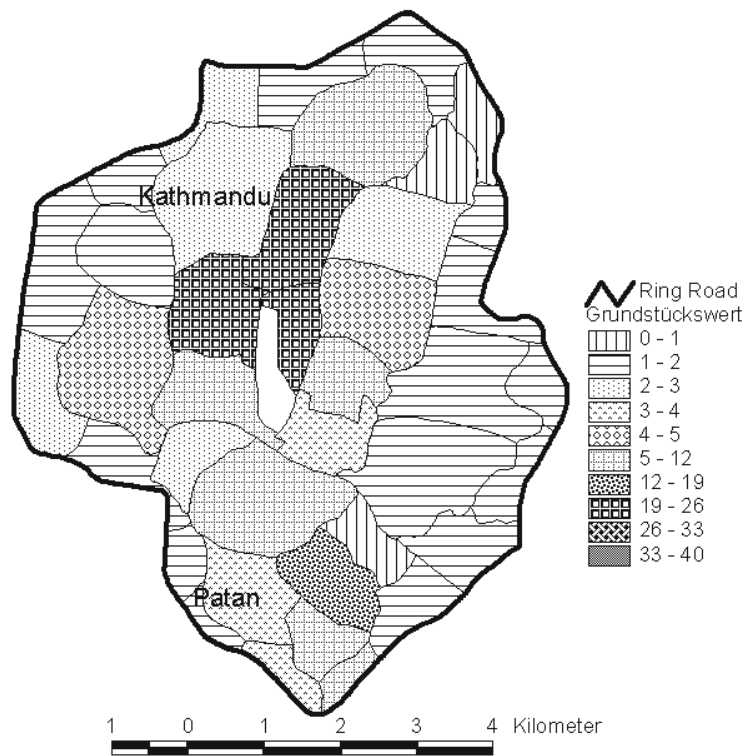 Kathmandu
Patan
Ring Road
Grundstückswert
0 - 1
1 - 2
2 - 3
3 - 4
4 - 5
5 - 12
12 - 19
19 - 26
26 - 33
33 - 40
1 0 1 2 3 4 Kilometer